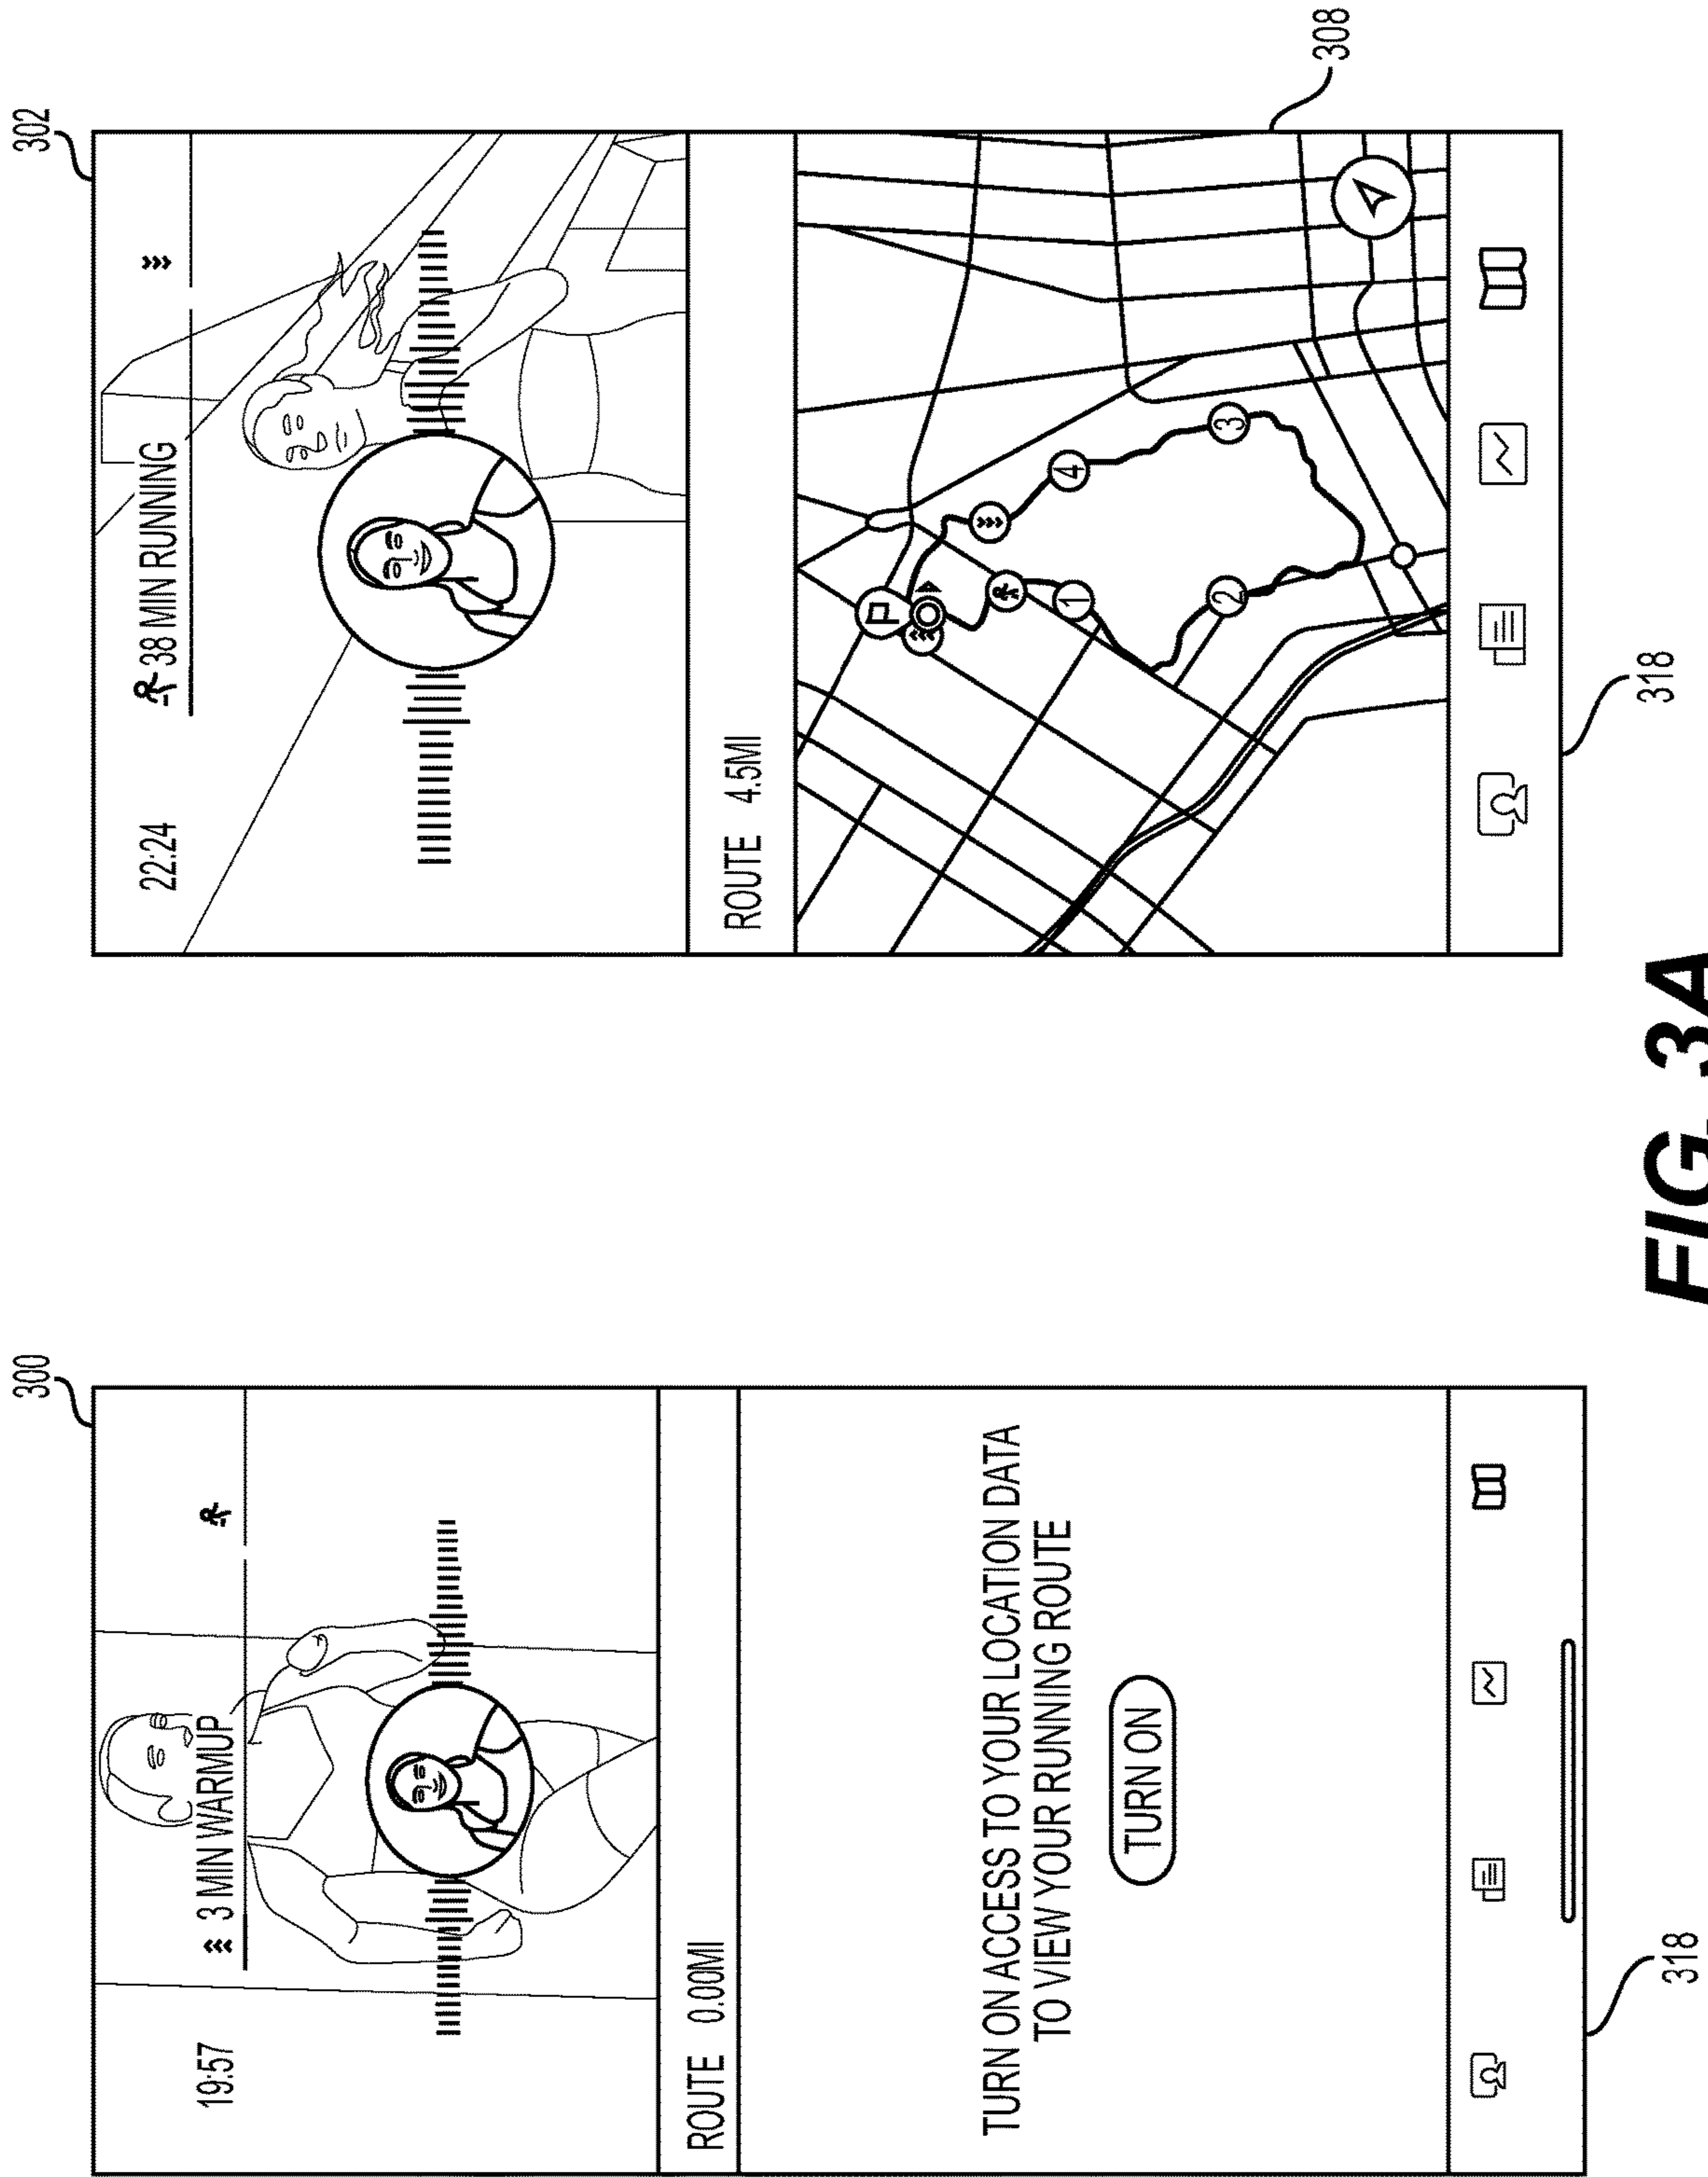 300
19:57
3 MIN WARMUP
ROUTE 0.00MI
TURN ON ACCESS TO YOUR LOCATION DATA
TO VIEW YOUR RUNNING ROUTE
TURN ON
318
302
22:24
38 MIN RUNNING
ROUTE 4.5MI
1
2
3
4
308
318
FIG. 3A